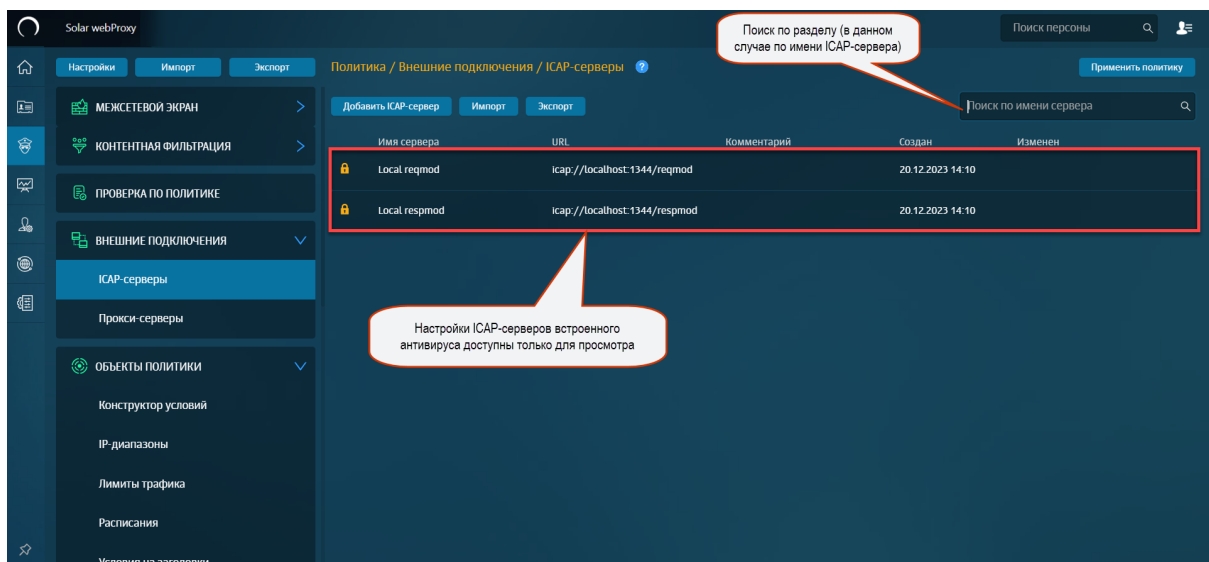 Solar webProxy
Поиск по разделу (в данном
случае по имени ICAP-сервера)
Поиск персоны
Настройки
Импорт
Экспорт
Политика / Внешние подключения / ICAP-серверы ?
Применить политику
МЕЖСЕТЕВОЙ ЭКРАН
КОНТЕНТНАЯ ФИЛЬТРАЦИЯ
ПРОВЕРКА ПО ПОЛИТИКЕ
ВНЕШНИЕ ПОДКЛЮЧЕНИЯ
ICAP-серверы
Прокси-серверы
ОБЪЕКТЫ ПОЛИТИКИ
Конструктор условий
IP-диапазоны
Лимиты трафика
Расписания
Условия на заголовки
Добавить ICAP-сервер
Импорт
Экспорт
Поиск по имени сервера
Имя сервера URL Комментарий Создан Изменен
Local reqmod icap://localhost:1344/reqmod 20.12.2023 14:10
Local respmod icap://localhost:1344/respmod 20.12.2023 14:10
Настройки ICAP-серверов встроенного
антивируса доступны только для просмотра